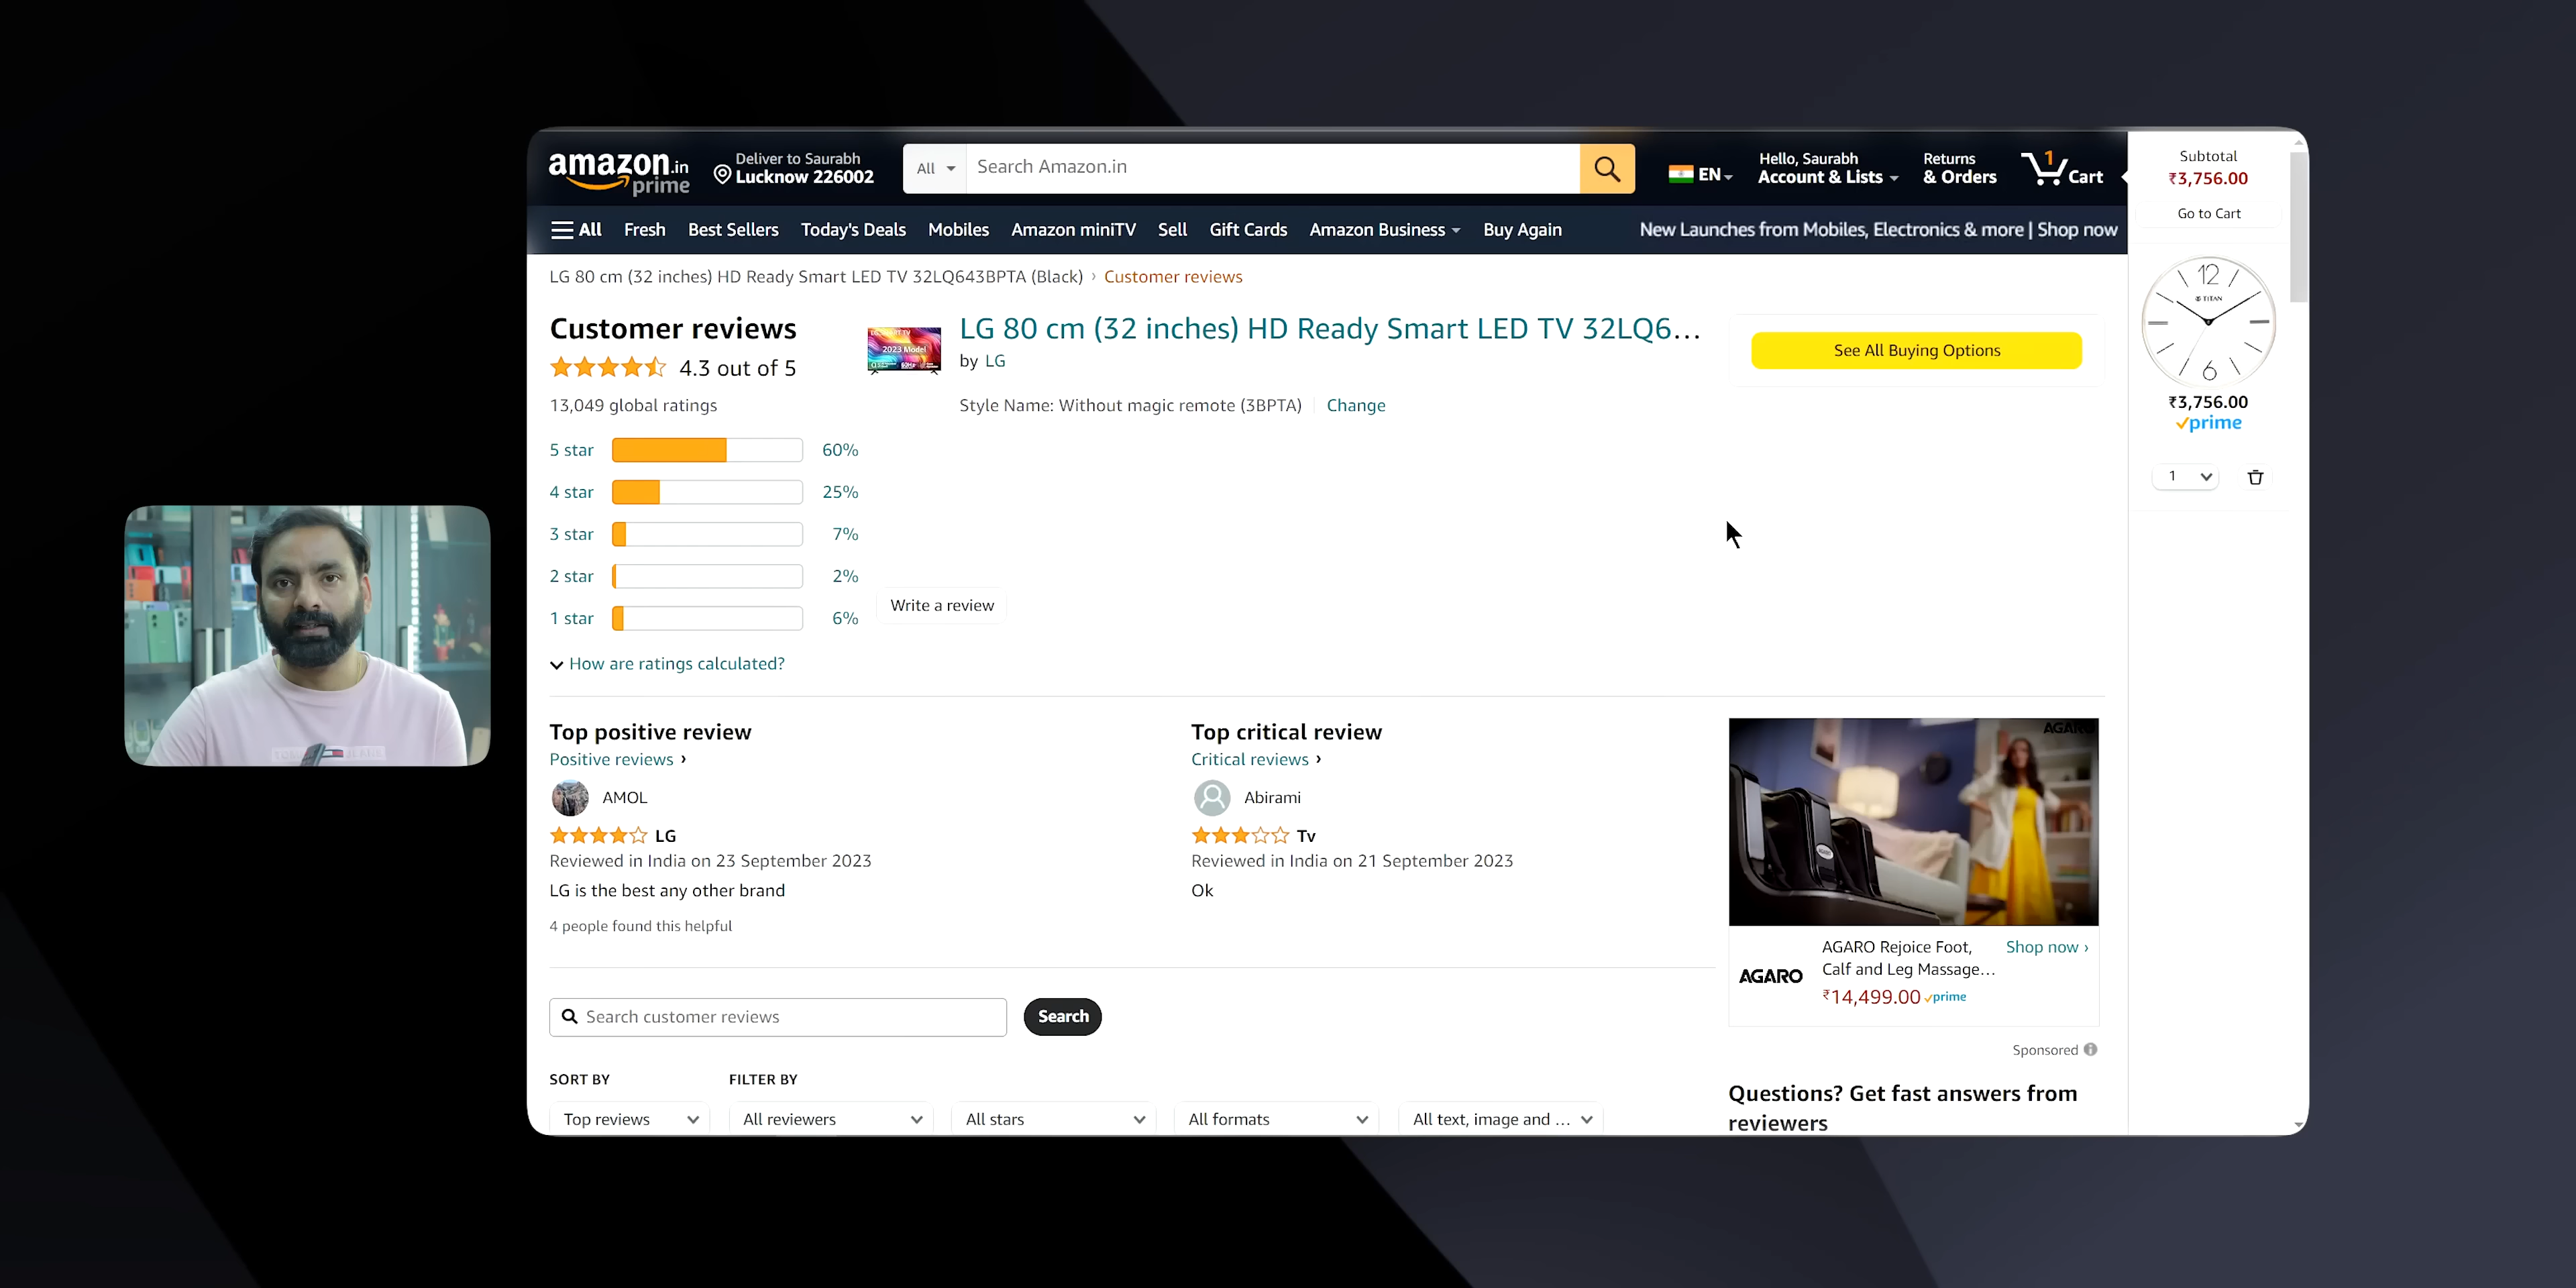 amazon.in
prime
Deliver to Saurabh
Lucknow 226002
All
Search Amazon.in
EN
Hello, Saurabh
Account & Lists
Returns
& Orders
1
Cart
Subtotal
₹3,756.00
Go to Cart
All
Fresh
Best Sellers
Today's Deals
Mobiles
Amazon miniTV
Sell
Gift Cards
Amazon Business
Buy Again
New Launches from Mobiles, Electronics & more | Shop now
LG 80 cm (32 inches) HD Ready Smart LED TV 32LQ643BPTA (Black) › Customer reviews
12
TITAN
6
₹3,756.00
prime
1
Customer reviews
4.3 out of 5
13,049 global ratings
5 star 60%
4 star 25%
3 star 7%
2 star 2%
1 star 6%
How are ratings calculated?
2023 Model
LG 80 cm (32 inches) HD Ready Smart LED TV 32LQ6...
by LG
Style Name: Without magic remote (3BPTA) | Change
See All Buying Options
Write a review
Top positive review
Positive reviews ›
AMOL
LG
Reviewed in India on 23 September 2023
LG is the best any other brand
4 people found this helpful
Top critical review
Critical reviews ›
Abirami
Tv
Reviewed in India on 21 September 2023
Ok
AGARO
AGARO
AGARO Rejoice Foot,
Calf and Leg Massage...
Shop now ›
₹14,499.00 prime
Sponsored
Search customer reviews
Search
SORT BY
Top reviews
FILTER BY
All reviewers
All stars
All formats
All text, image and ...
Questions? Get fast answers from
reviewers